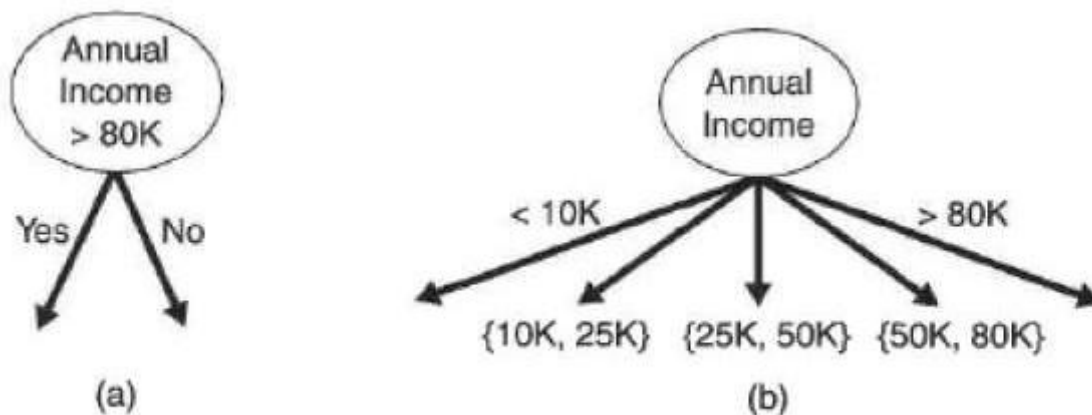 Annual
Income
> 80K
Yes
No
(a)
Annual
Income
< 10K
> 80K
{10K, 25K}
{25K, 50K}
{50K, 80K}
(b)